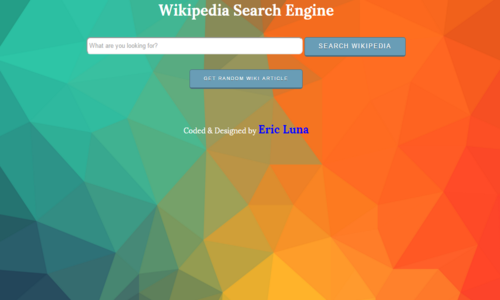 Wikipedia Search Engine
What are you looking for?
SEARCH WIKIPEDIA
GET RANDOM WIKI ARTICLE
Coded & Designed by Eric Luna